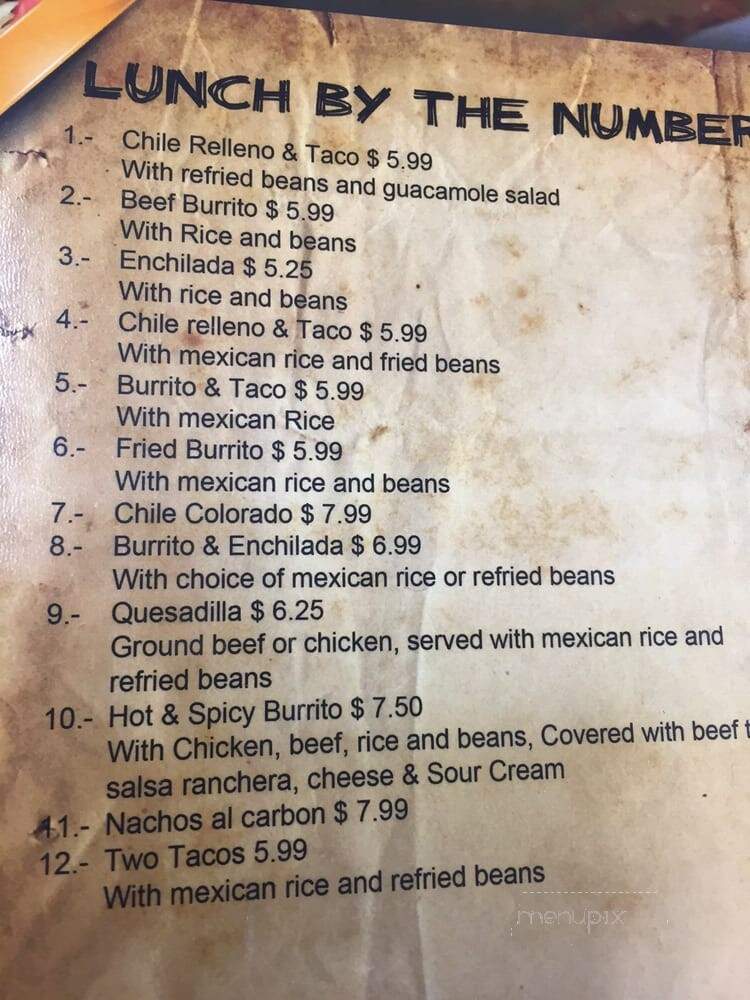 LUNCH BY THE NUMBER
1.- Chile Relleno & Taco $ 5.99
With refried beans and guacamole salad
2.- Beef Burrito $ 5.99
With Rice and beans
3.- Enchilada $ 5.25
With rice and beans
4.- Chile relleno & Taco $ 5.99
With mexican rice and fried beans
5.- Burrito & Taco $ 5.99
With mexican Rice
6.- Fried Burrito $ 5.99
With mexican rice and beans
7.- Chile Colorado $ 7.99
8.- Burrito & Enchilada $ 6.99
With choice of mexican rice or refried beans
9.- Quesadilla $ 6.25
Ground beef or chicken, served with mexican rice and
refried beans
10.- Hot & Spicy Burrito $ 7.50
With Chicken, beef, rice and beans, Covered with beef
salsa ranchera, cheese & Sour Cream
11.- Nachos al carbon $ 7.99
12.- Two Tacos 5.99
With mexican rice and refried beans
menupix